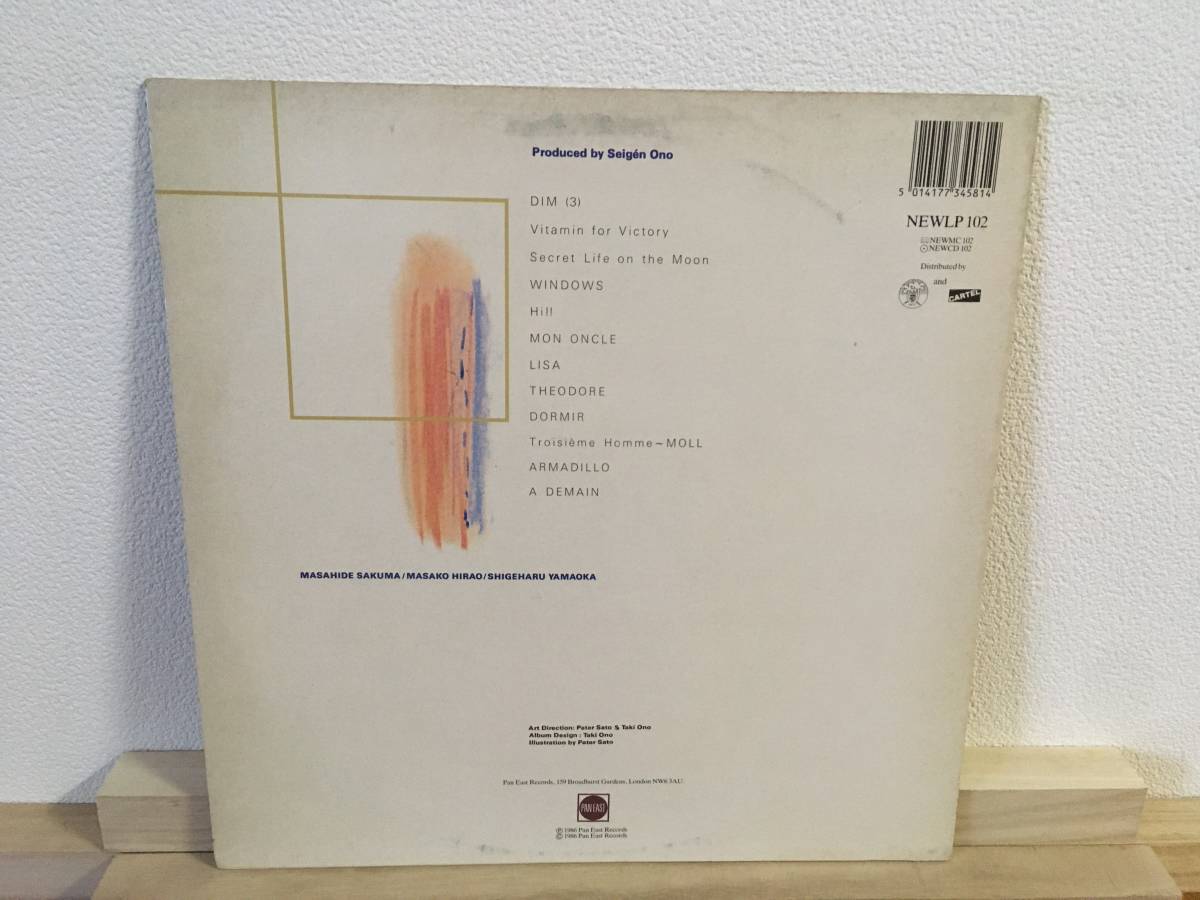 Produced by Seigén Ono
DIM (3)
Vitamin for Victory
Secret Life on the Moon
WINDOWS
Hill
MON ONCLE
LISA
THEODORE
DORMIR
Troisième Homme~MOLL
ARMADILLO
A DEMAIN
MASAHIDE SAKUMA/MASAKO HIRAO/SHIGEHARU YAMAOKA
5 014177 345814
NEWLP 102
NEWMC 102
NEWCD 102
Distributed by
and
CARTEL
Art Direction: Peter Sato & Taki Ono
Album Design : Taki Ono
Illustration by Peter Sato
Pan East Records, 159 Broadhurst Gardens, London NW6 3AU
PAN EAST
℗ 1986 Pan East Records
© 1986 Pan East Records